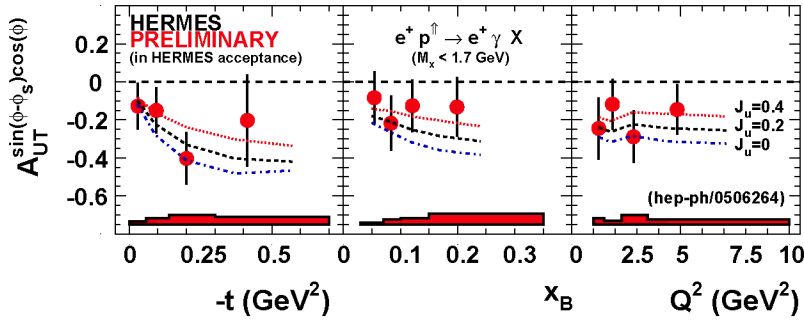 HERMES
PRELIMINARY
(in HERMES acceptance)
e⁺ p⇑ → e⁺ γ X
(Mₓ < 1.7 GeV)
A_UT^sin(ϕ-ϕ_s)cos(ϕ)
0.2
0
-0.2
-0.4
-0.6
J_u=0.4
J_u=0.2
J_u=0
(hep-ph/0506264)
0 0.25 0.5
0 0.1 0.2 0.3
0 2.5 5 7.5 10
-t (GeV²)
x_B
Q² (GeV²)